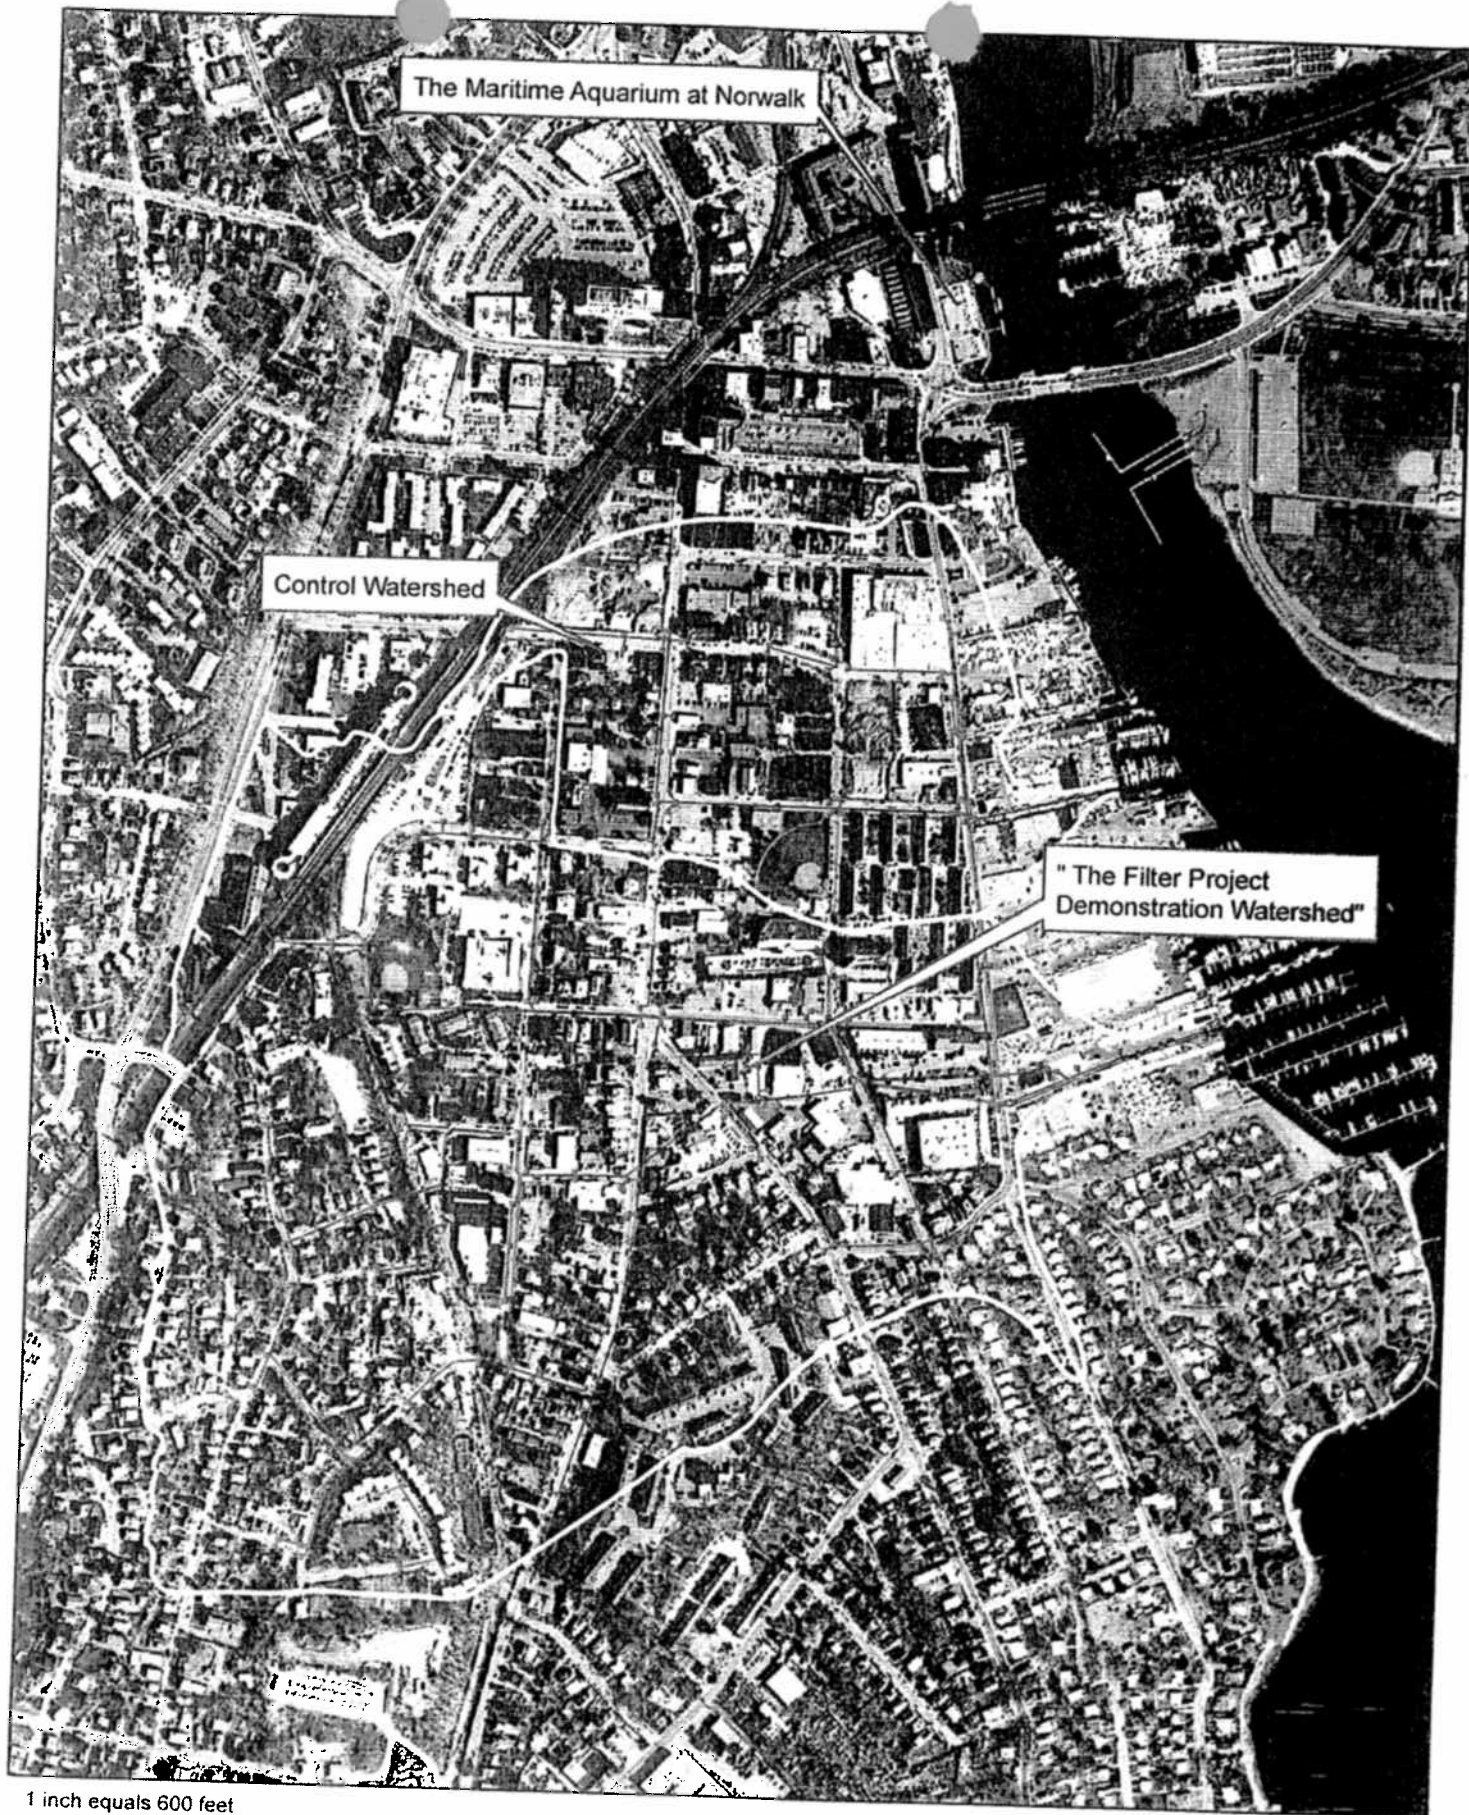 The Maritime Aquarium at Norwalk
Control Watershed
" The Filter Project
Demonstration Watershed"
1 inch equals 600 feet